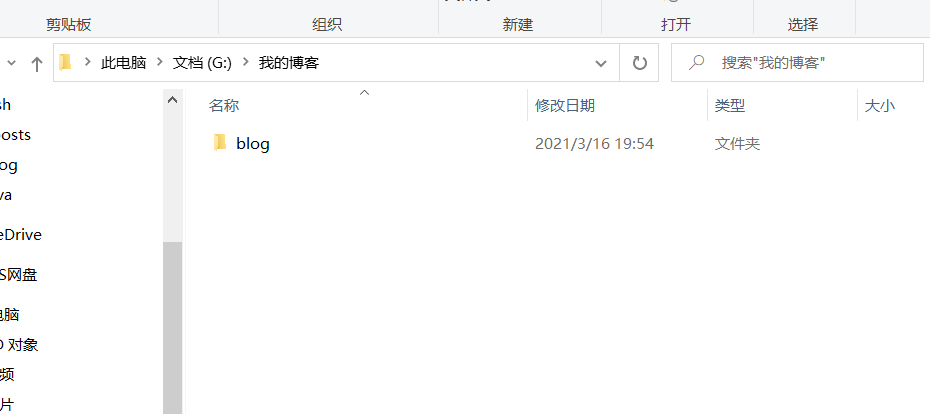 剪贴板 组织 新建 打开 选择
此电脑 文档 (G:) 我的博客 搜索"我的博客"
名称 修改日期 类型 大小
blog 2021/3/16 19:54 文件夹
sh
posts
og
va
eDrive
S网盘
电脑
D 对象
频
片